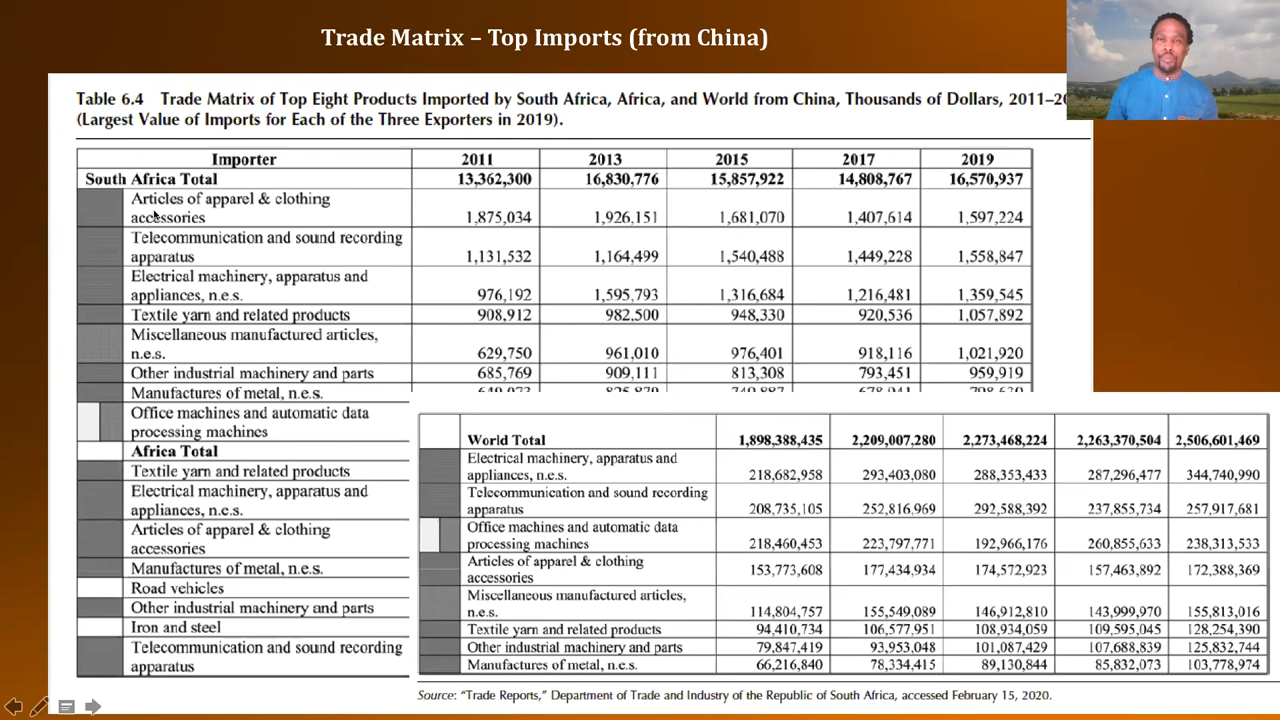 Trade Matrix – Top Imports (from China)
Table 6.4 Trade Matrix of Top Eight Products Imported by South Africa, Africa, and World from China, Thousands of Dollars, 2011–20
(Largest Value of Imports for Each of the Three Exporters in 2019).
Importer 2011 2013 2015 2017 2019
South Africa Total 13,362,300 16,830,776 15,857,922 14,808,767 16,570,937
Articles of apparel & clothing
accessories 1,875,034 1,926,151 1,681,070 1,407,614 1,597,224
Telecommunication and sound recording
apparatus 1,131,532 1,164,499 1,540,488 1,449,228 1,558,847
Electrical machinery, apparatus and
appliances, n.e.s. 976,192 1,595,793 1,316,684 1,216,481 1,359,545
Textile yarn and related products 908,912 982,500 948,330 920,536 1,057,892
Miscellaneous manufactured articles,
n.e.s. 629,750 961,010 976,401 918,116 1,021,920
Other industrial machinery and parts 685,769 909,111 813,308 793,451 959,919
Manufactures of metal, n.e.s.
Office machines and automatic data
processing machines
Africa Total
Textile yarn and related products
Electrical machinery, apparatus and
appliances, n.e.s.
Articles of apparel & clothing
accessories
Manufactures of metal, n.e.s.
Road vehicles
Other industrial machinery and parts
Iron and steel
Telecommunication and sound recording
apparatus
World Total 1,898,388,435 2,209,007,280 2,273,468,224 2,263,370,504 2,506,601,469
Electrical machinery, apparatus and
appliances, n.e.s. 218,682,958 293,403,080 288,353,433 287,296,477 344,740,990
Telecommunication and sound recording
apparatus 208,735,105 252,816,969 292,588,392 237,855,734 257,917,681
Office machines and automatic data
processing machines 218,460,453 223,797,771 192,966,176 260,855,633 238,313,533
Articles of apparel & clothing
accessories 153,773,608 177,434,934 174,572,923 157,463,892 172,388,369
Miscellaneous manufactured articles,
n.e.s. 114,804,757 155,549,089 146,912,810 143,999,970 155,813,016
Textile yarn and related products 94,410,734 106,577,951 108,934,059 109,595,045 128,254,390
Other industrial machinery and parts 79,847,419 93,953,048 101,087,429 107,688,839 125,832,744
Manufactures of metal, n.e.s. 66,216,840 78,334,415 89,130,844 85,832,073 103,778,974
Source: “Trade Reports,” Department of Trade and Industry of the Republic of South Africa, accessed February 15, 2020.